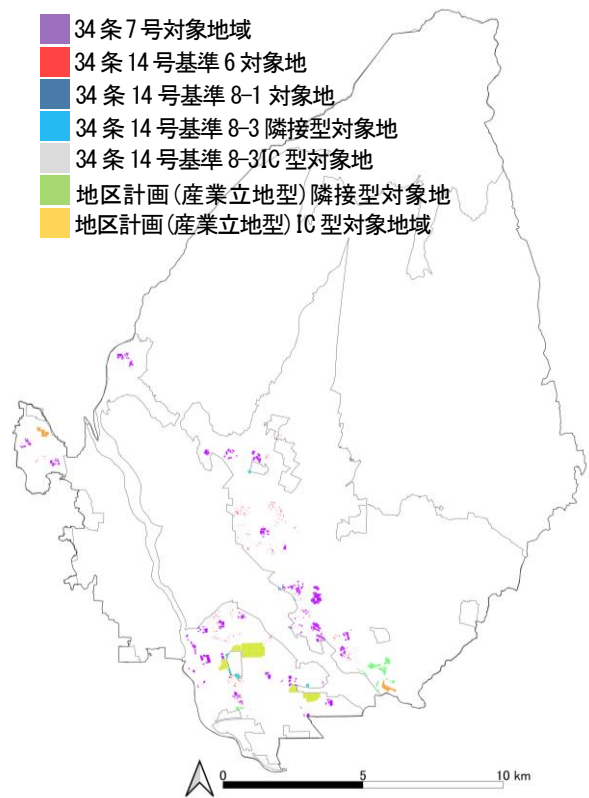 34条7号対象地域
34条14号基準6対象地
34条14号基準8-1対象地
34条14号基準8-3隣接型対象地
34条14号基準8-3IC型対象地
地区計画(産業立地型)隣接型対象地
地区計画(産業立地型)IC型対象地域
0 5 10 km